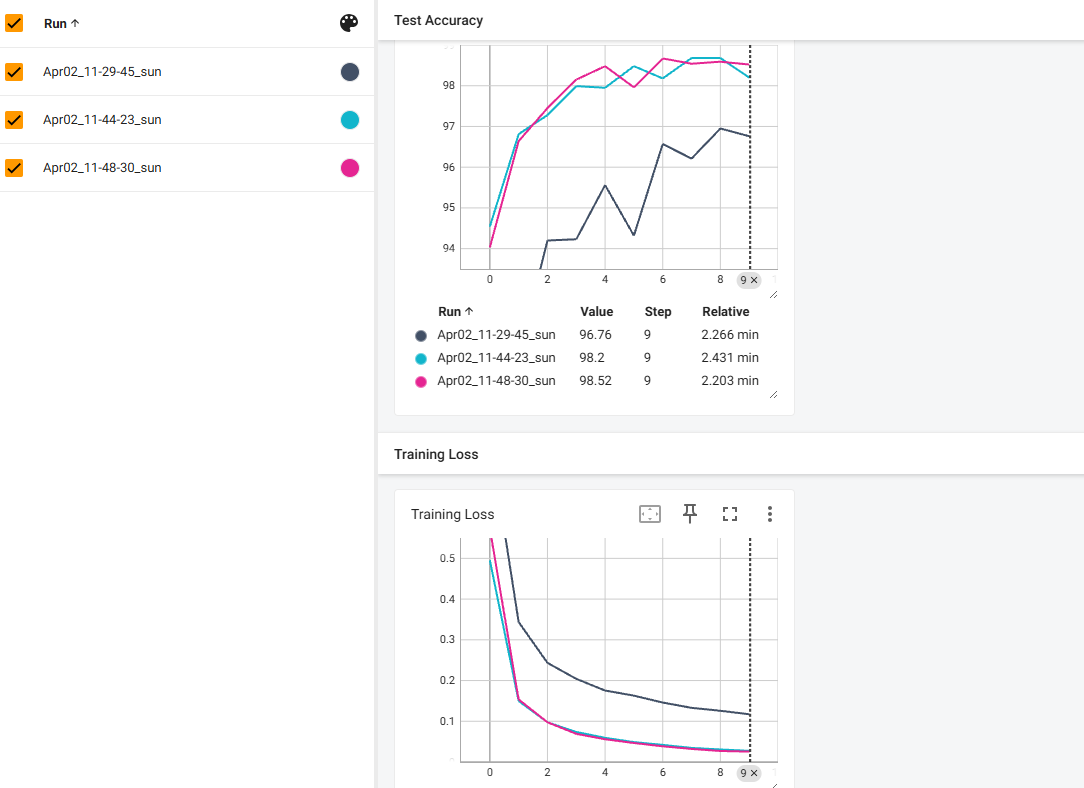 Run ↑
Apr02_11-29-45_sun
Apr02_11-44-23_sun
Apr02_11-48-30_sun
Test Accuracy
98
97
96
95
94
0 2 4 6 8 9 ×
Run ↑ Value Step Relative
Apr02_11-29-45_sun 96.76 9 2.266 min
Apr02_11-44-23_sun 98.2 9 2.431 min
Apr02_11-48-30_sun 98.52 9 2.203 min
Training Loss
Training Loss
0.5
0.4
0.3
0.2
0.1
0 2 4 6 8 9 ×